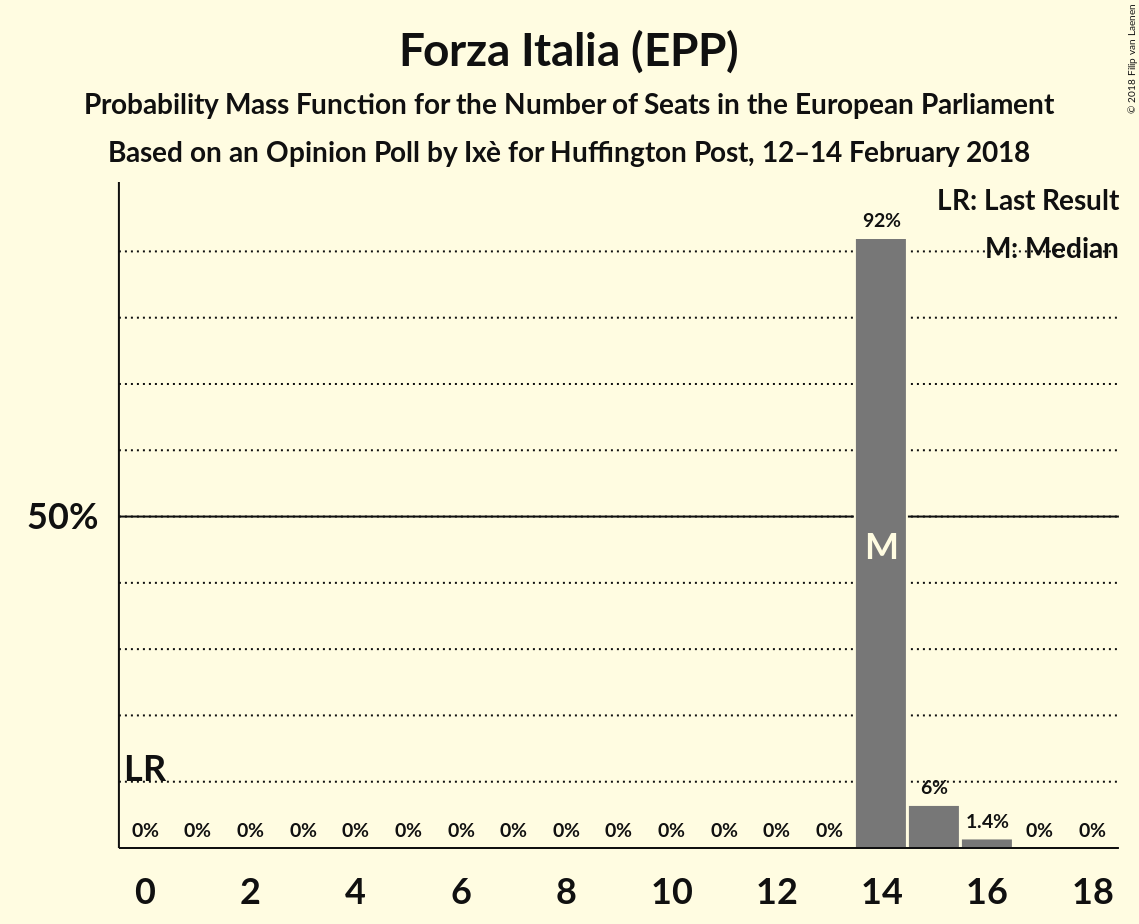 Forza Italia (EPP)
Probability Mass Function for the Number of Seats in the European Parliament
Based on an Opinion Poll by Ixè for Huffington Post, 12–14 February 2018
© 2018 Filip van Laenen
LR: Last Result
M: Median
92%
50%
M
LR
0% 0% 0% 0% 0% 0% 0% 0% 0% 0% 0% 0% 0% 0% 6% 1.4% 0% 0%
0 2 4 6 8 10 12 14 16 18